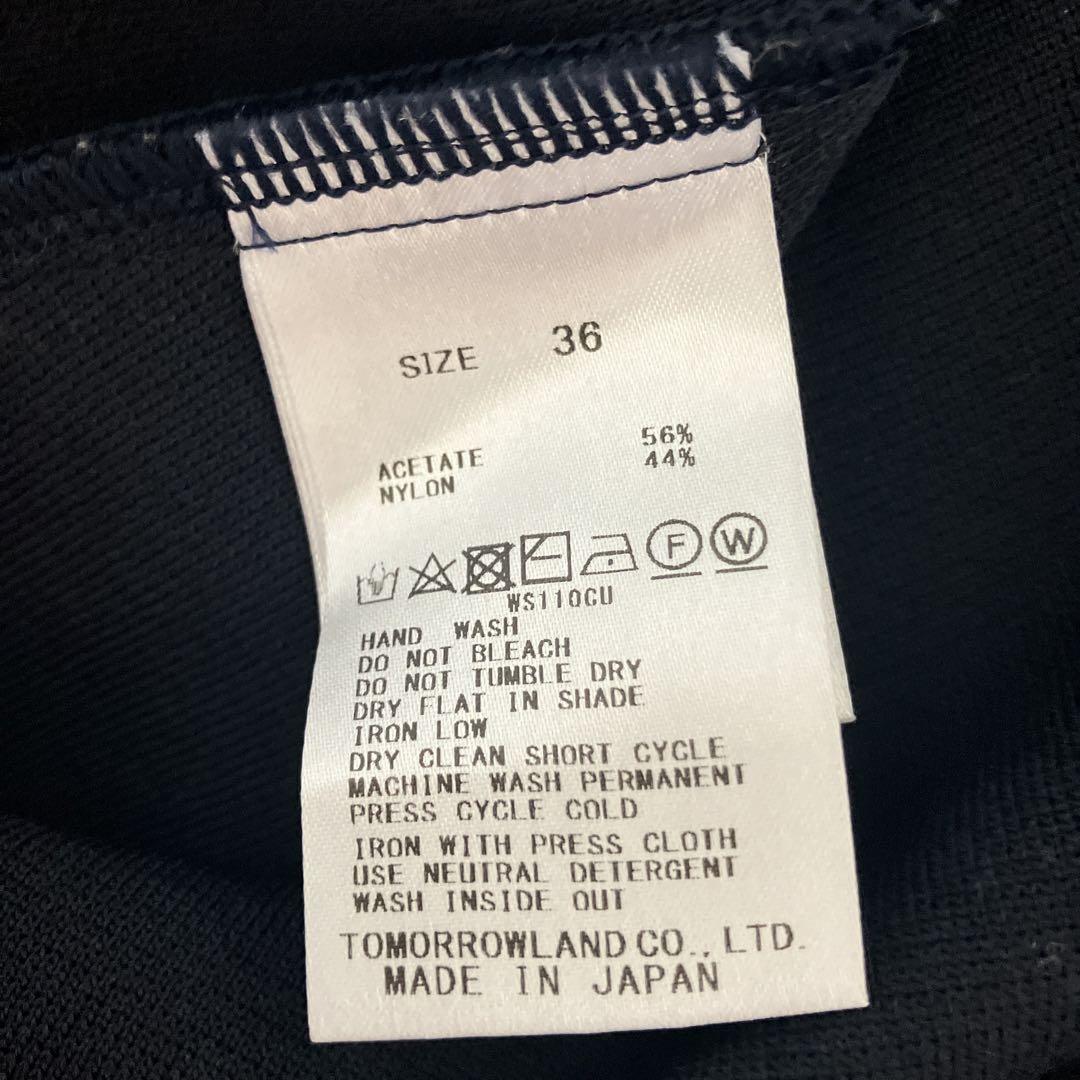 SIZE 36
ACETATE 56%
NYLON 44%
F W
WS110CU
HAND WASH
DO NOT BLEACH
DO NOT TUMBLE DRY
DRY FLAT IN SHADE
IRON LOW
DRY CLEAN SHORT CYCLE
MACHINE WASH PERMANENT
PRESS CYCLE COLD
IRON WITH PRESS CLOTH
USE NEUTRAL DETERGENT
WASH INSIDE OUT
TOMORROWLAND CO., LTD.
MADE IN JAPAN